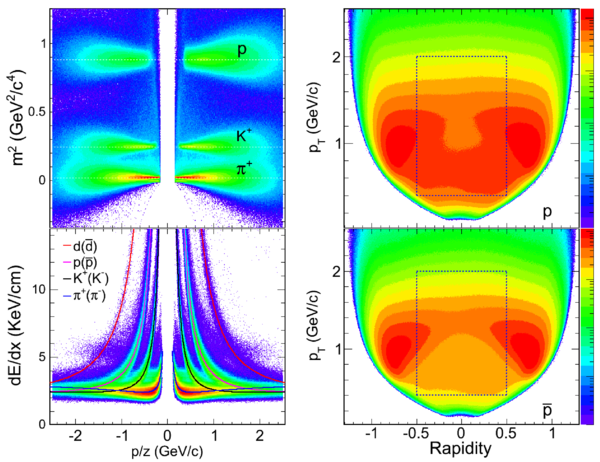 m² (GeV²/c⁴)
1
0.5
0
p
K⁺
π⁺
dE/dx (KeV/cm)
10
5
0
d(d̅)
p(p̅)
K⁺(K⁻)
π⁺(π⁻)
-2 -1 0 1 2
p/z (GeV/c)
p_T (GeV/c)
2
1
p
p_T (GeV/c)
2
1
p̅
-1 -0.5 0 0.5 1
Rapidity